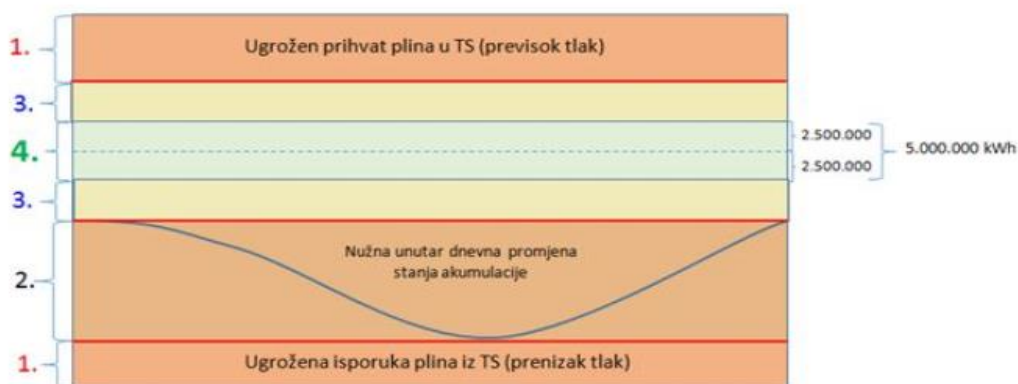 1.
Ugrožen prihvat plina u TS (previsok tlak)
3.
4.
2.500.000
2.500.000
5.000.000 kWh
3.
2.
Nužna unutar dnevna promjena
stanja akumulacije
1.
Ugrožena isporuka plina iz TS (prenizak tlak)